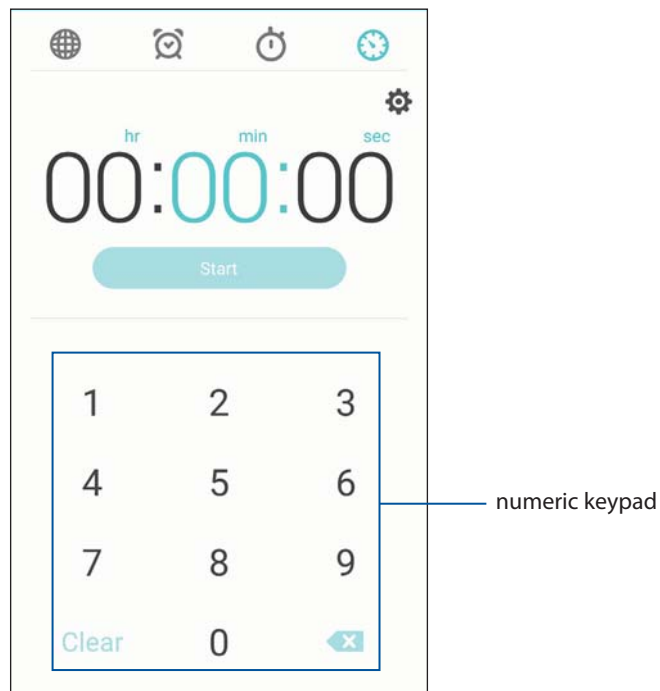 hr min sec
00:00:00
Start
1 2 3
4 5 6
numeric keypad
7 8 9
Clear 0